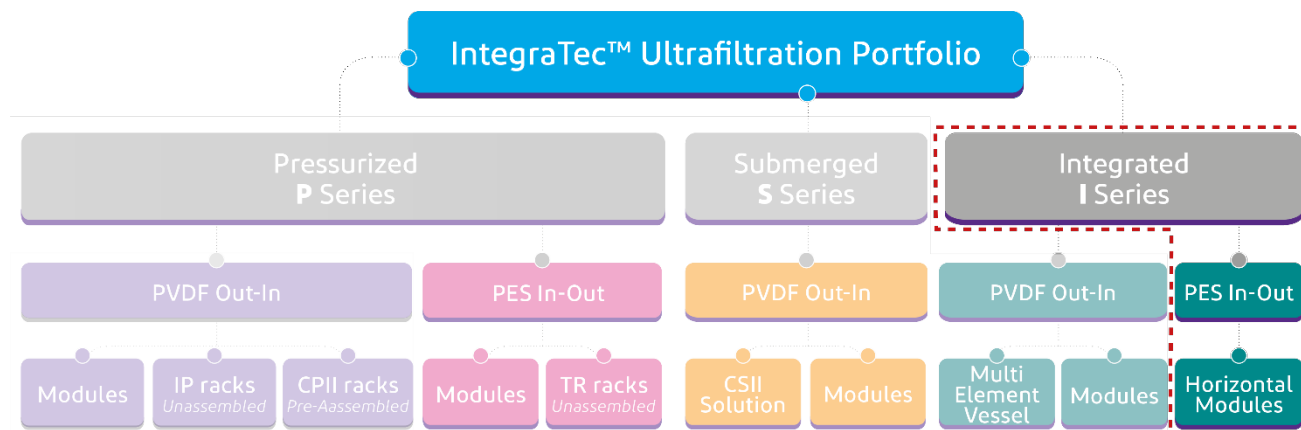 IntegraTec™ Ultrafiltration Portfolio
Pressurized
P Series
Submerged
S Series
Integrated
I Series
PVDF Out-In
PES In-Out
PVDF Out-In
PVDF Out-In
PES In-Out
Modules
IP racks
Unassembled
CPII racks
Pre-Aassembled
Modules
TR racks
Unassembled
CSII
Solution
Modules
Multi
Element
Vessel
Modules
Horizontal
Modules